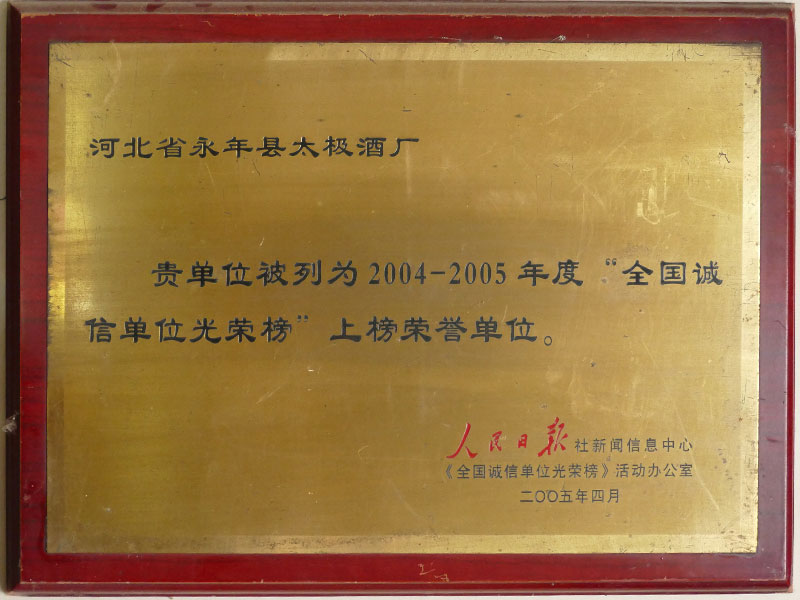 河北省永年县太极酒厂
贵单位被列为2004-2005年度“全国诚
信单位光荣榜”上榜荣誉单位。
人民日报社新闻信息中心
《全国诚信单位光荣榜》活动办公室
二〇〇五年四月